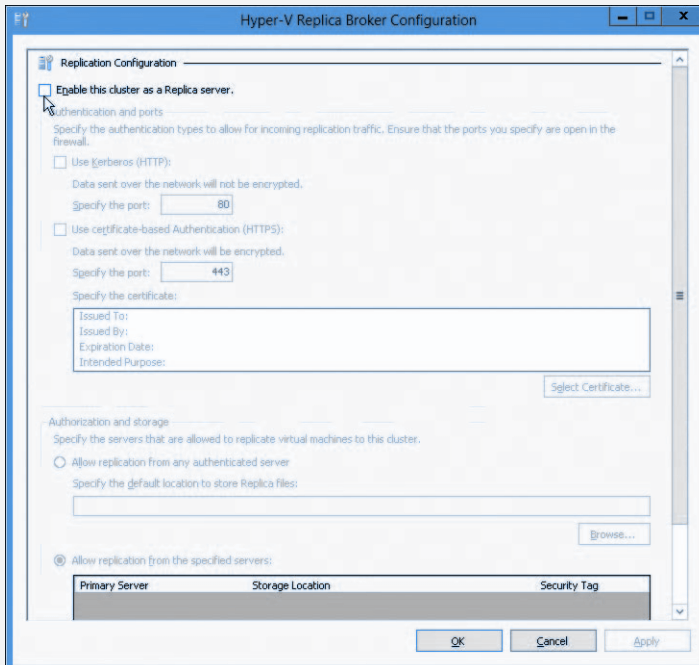 Hyper-V Replica Broker Configuration
Replication Configuration
Enable this cluster as a Replica server.
Authentication and ports
Specify the authentication types to allow for incoming replication traffic. Ensure that the ports you specify are open in the
firewall.
Use Kerberos (HTTP):
Data sent over the network will not be encrypted.
Specify the port: 80
Use certificate-based Authentication (HTTPS):
Data sent over the network will be encrypted.
Specify the port: 443
Specify the certificate:
Issued To:
Issued By:
Expiration Date:
Intended Purpose:
Select Certificate...
Authorization and storage
Specify the servers that are allowed to replicate virtual machines to this cluster.
Allow replication from any authenticated server
Specify the default location to store Replica files:
Browse...
Allow replication from the specified servers:
Primary Server Storage Location Security Tag
OK Cancel Apply